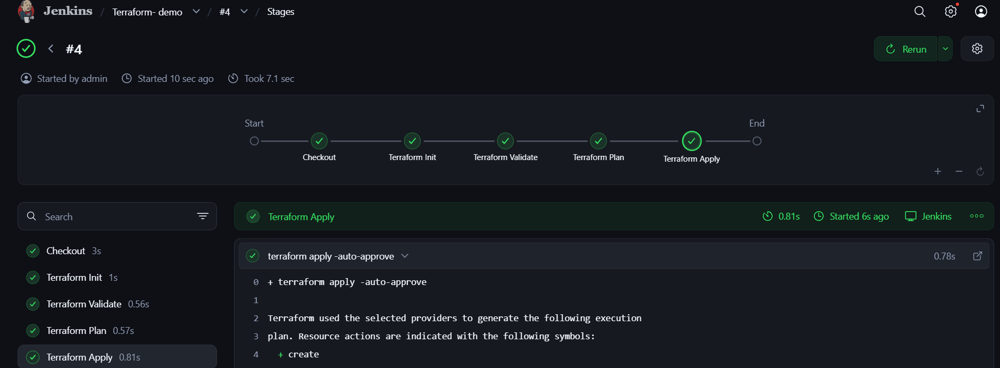 Jenkins / Terraform- demo / #4 / Stages
#4
Rerun
Started by admin Started 10 sec ago Took 7.1 sec
Start End
Checkout Terraform Init Terraform Validate Terraform Plan Terraform Apply
Search
Checkout 3s
Terraform Init 1s
Terraform Validate 0.56s
Terraform Plan 0.57s
Terraform Apply 0.81s
Terraform Apply 0.81s Started 6s ago Jenkins
terraform apply -auto-approve 0.78s
0 + terraform apply -auto-approve
1
2 Terraform used the selected providers to generate the following execution
3 plan. Resource actions are indicated with the following symbols:
4 + create